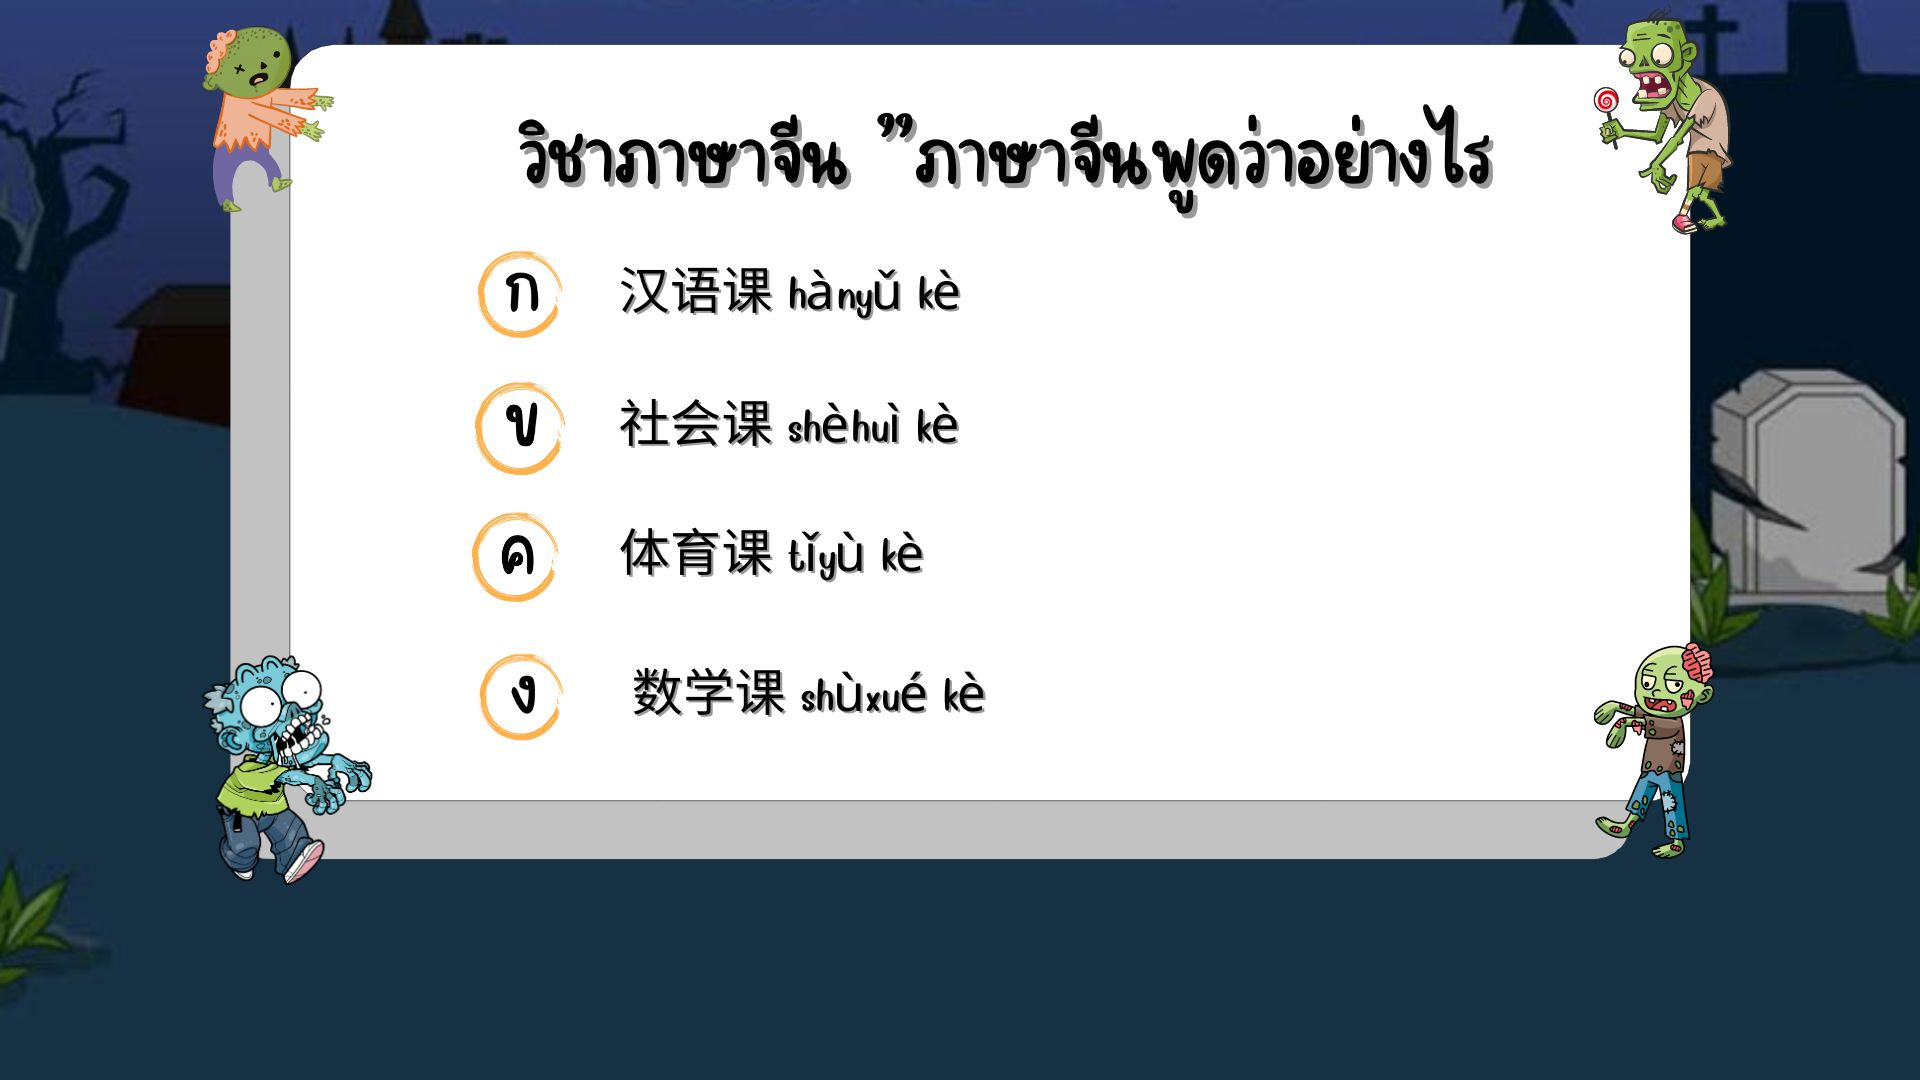 วิชาภาษาจีน ”ภาษาจีนพูดว่าอย่างไร
ก 汉语课 hànyǔ kè
ข 社会课 shèhuì kè
ค 体育课 tǐyù kè
ง 数学课 shùxué kè